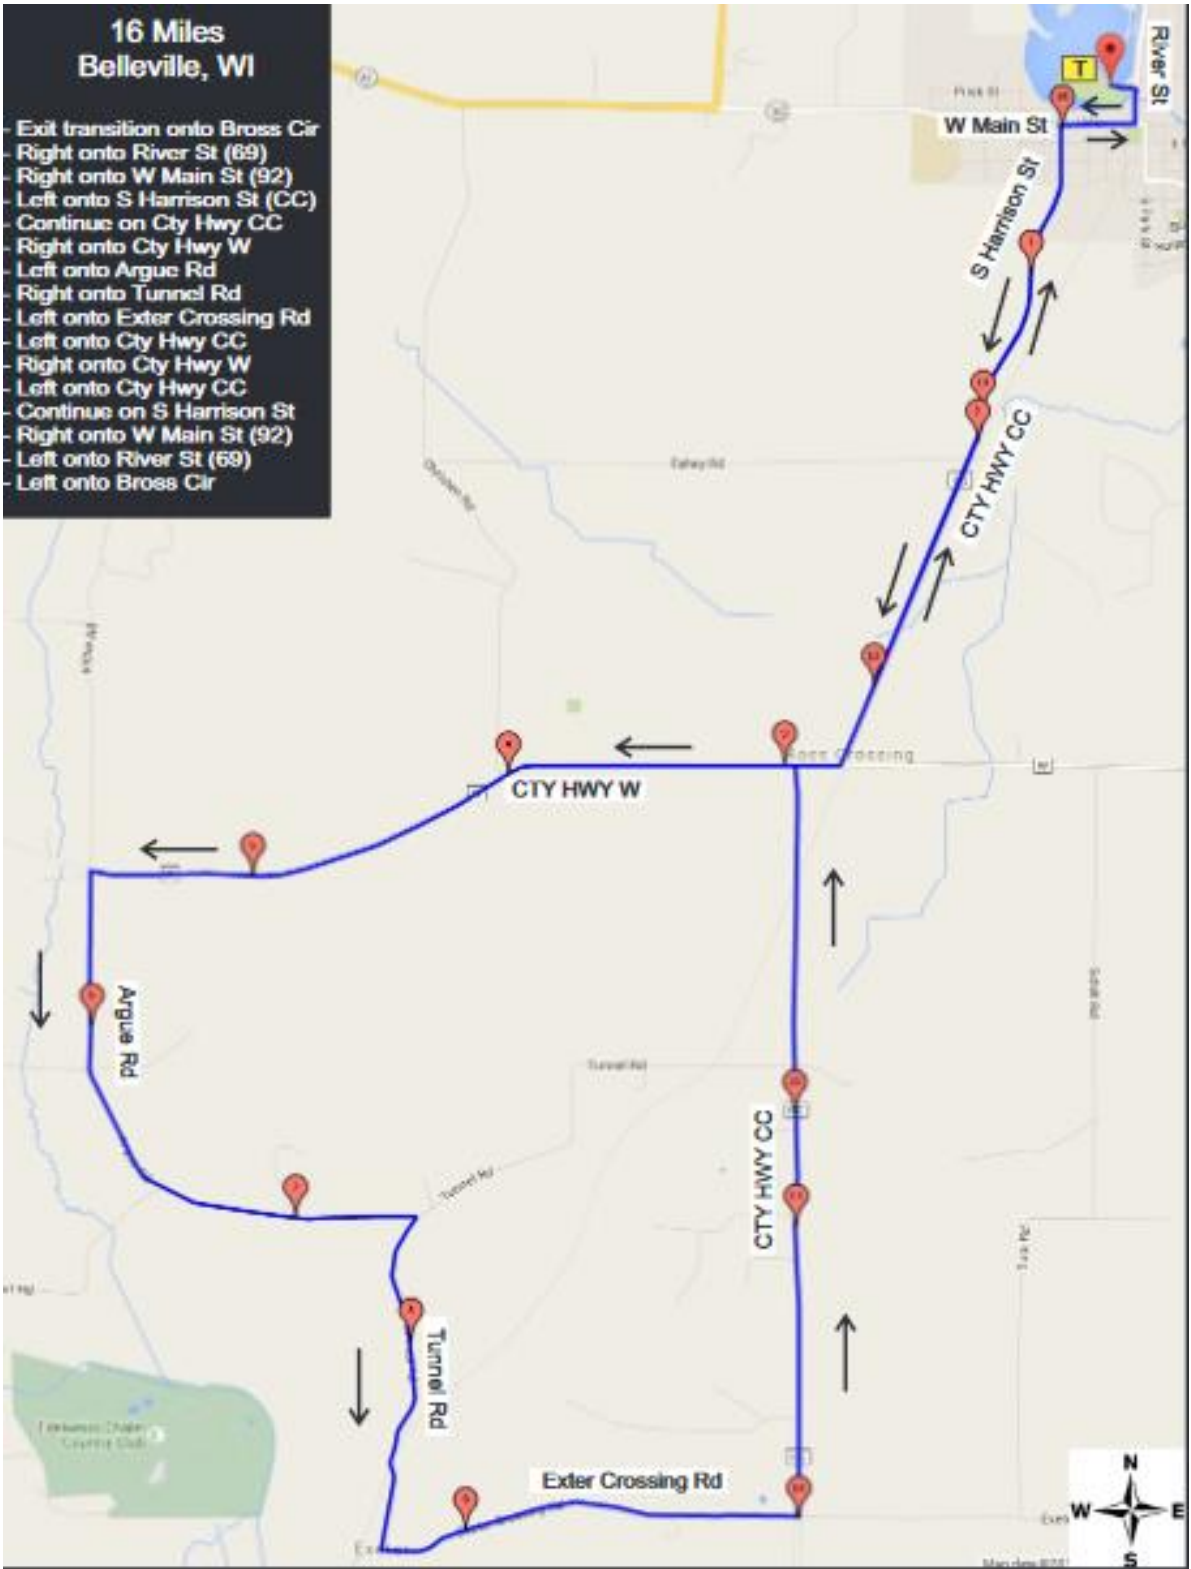 16 Miles
Belleville, WI
- Exit transition onto Bross Cir
- Right onto River St (69)
- Right onto W Main St (92)
- Left onto S Harrison St (CC)
- Continue on Cty Hwy CC
- Right onto Cty Hwy W
- Left onto Argue Rd
- Right onto Tunnel Rd
- Left onto Exter Crossing Rd
- Left onto Cty Hwy CC
- Right onto Cty Hwy W
- Left onto Cty Hwy CC
- Continue on S Harrison St
- Right onto W Main St (92)
- Left onto River St (69)
- Left onto Bross Cir
River St
T
W Main St
S Harrison St
CTY HWY CC
CTY HWY W
Argue Rd
Tunnel Rd
Tunnel Rd
CTY HWY CC
Tunnel Rd
Exter Crossing Rd
N
W
E
S